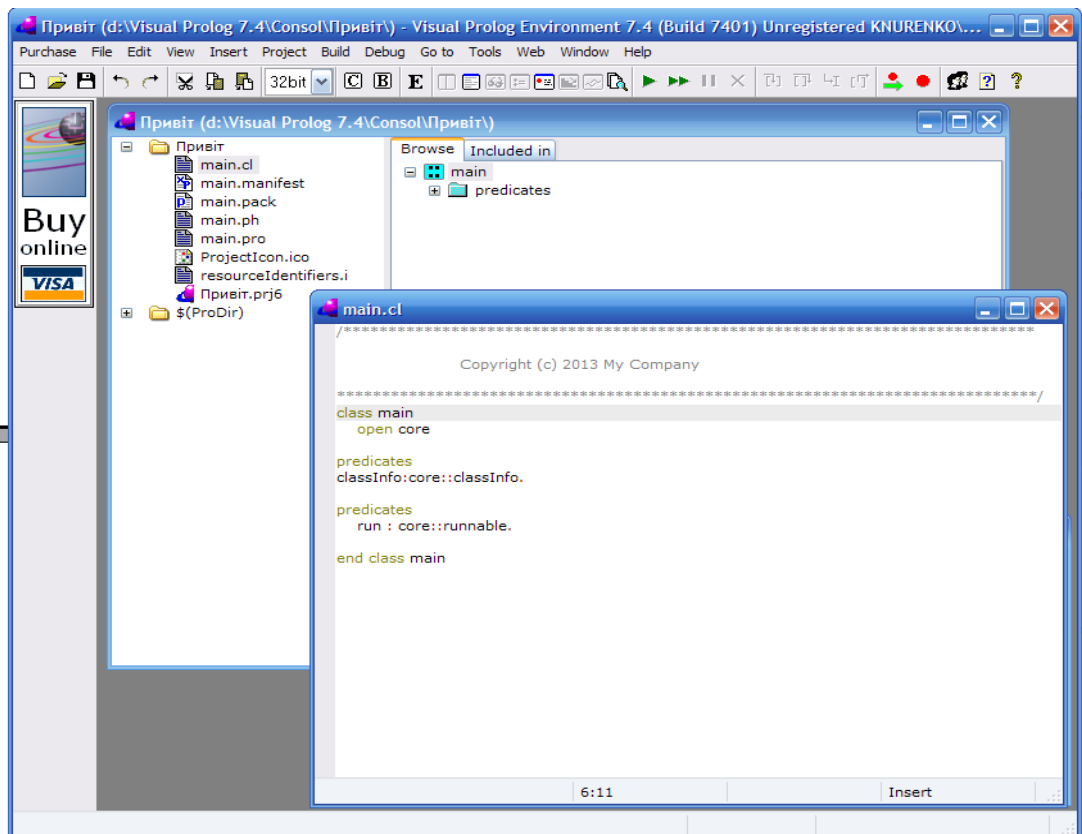 Привіт (d:\Visual Prolog 7.4\Consol\Привіт\) - Visual Prolog Environment 7.4 (Build 7401) Unregistered KNURENKO\...
Purchase File Edit View Insert Project Build Debug Go to Tools Web Window Help
32bit C B E
Buy
online
VISA
Привіт (d:\Visual Prolog 7.4\Consol\Привіт\)
Привіт
main.cl
main.manifest
main.pack
main.ph
main.pro
ProjectIcon.ico
resourceIdentifiers.i
Привіт.prj6
$(ProDir)
Browse Included in
main
predicates
main.cl
/******************************************************************************
Copyright (c) 2013 My Company
******************************************************************************/
class main
open core
predicates
classInfo:core::classInfo.
predicates
run : core::runnable.
end class main
6:11 Insert